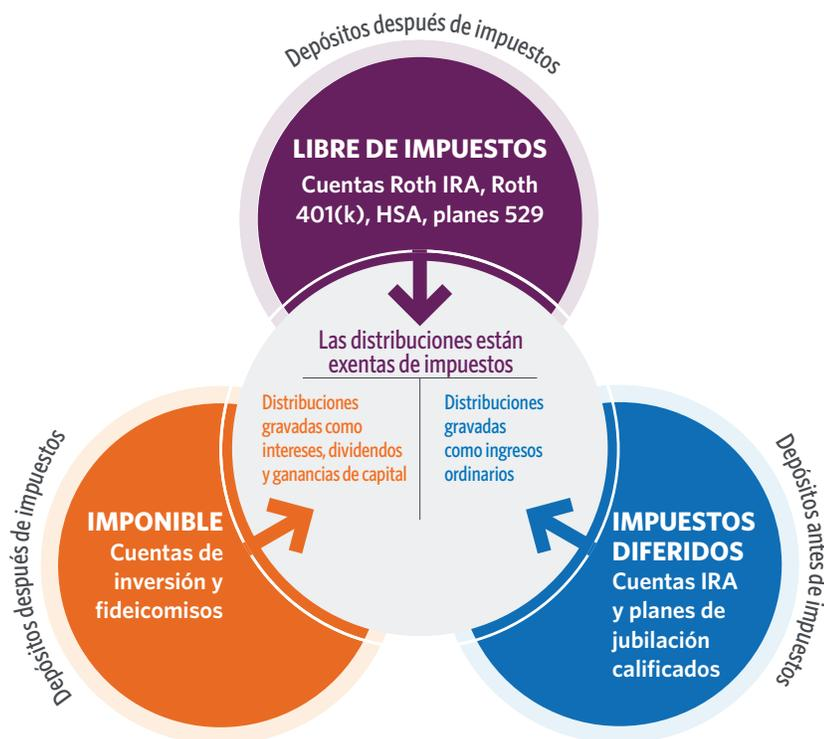 Depósitos después de impuestos
LIBRE DE IMPUESTOS
Cuentas Roth IRA, Roth
401(k), HSA, planes 529
Las distribuciones están
exentas de impuestos
Distribuciones
gravadas como
intereses, dividendos
y ganancias de capital
Distribuciones
gravadas
como ingresos
ordinarios
Depósitos después de impuestos
IMPONIBLE
Cuentas de
inversión y
fideicomisos
IMPUESTOS
DIFERIDOS
Cuentas IRA
y planes de
jubilación
calificados
Depósitos antes de impuestos